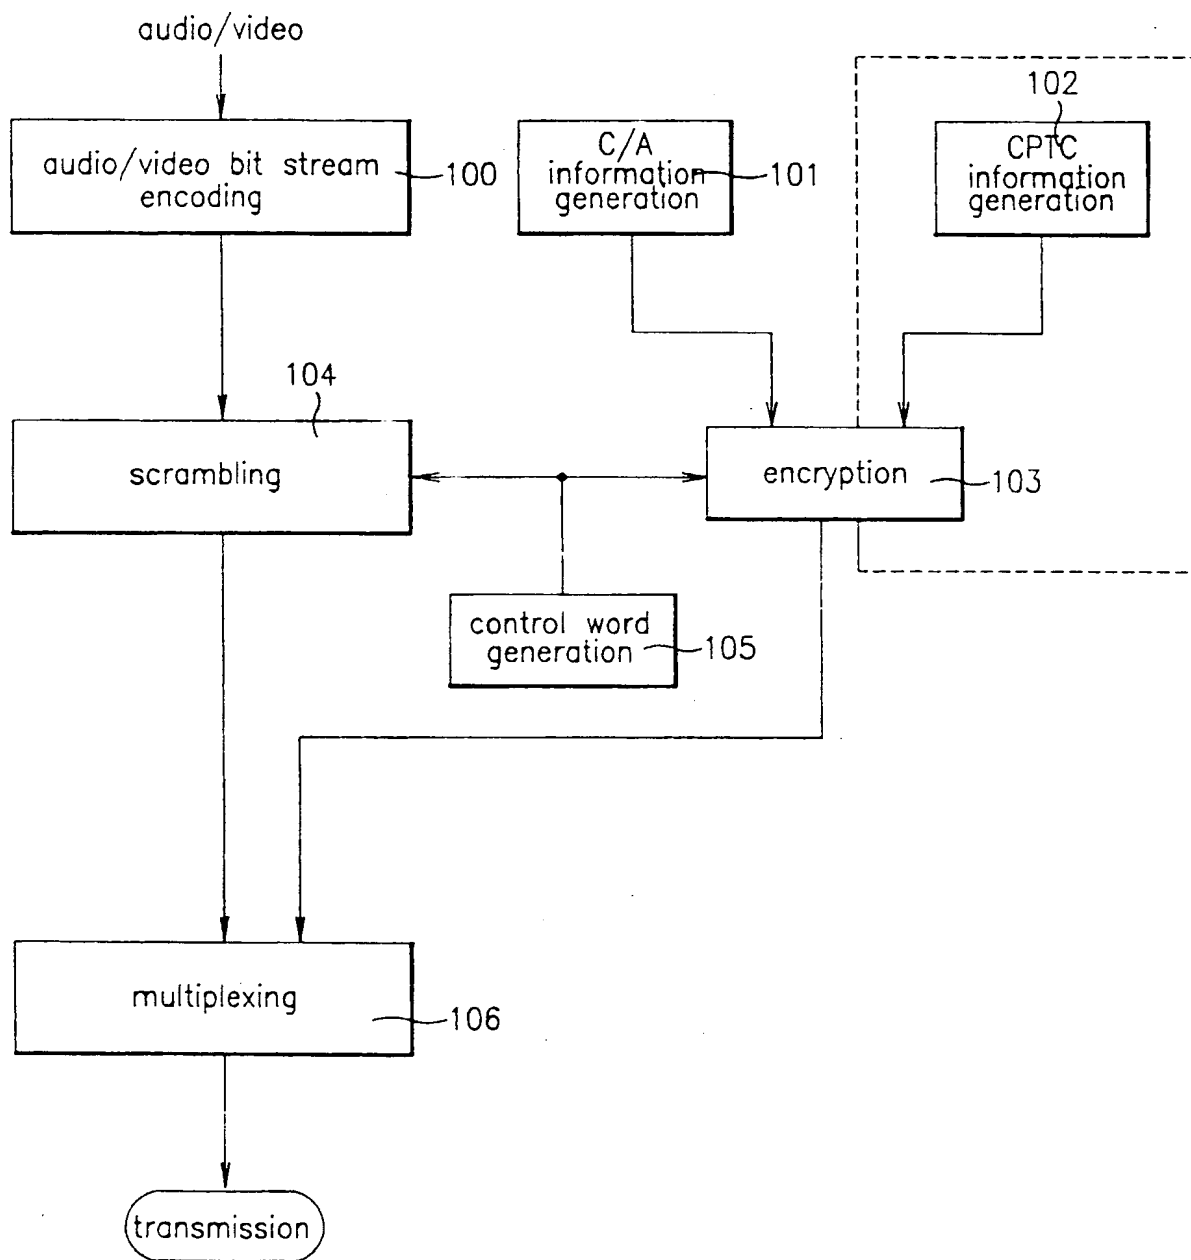 audio/video
audio/video bit stream
encoding
100
C/A
information
generation
101
102
CPTC
information
generation
104
scrambling
encryption
103
control word
generation
105
multiplexing
106
transmission